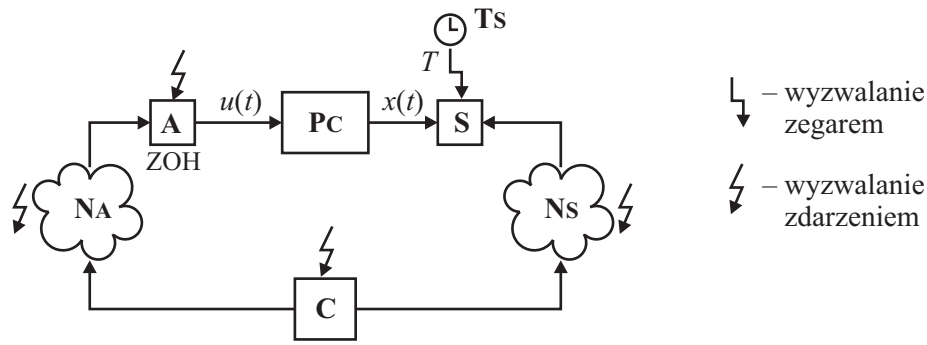 Ts
T
u(t)
x(t)
A
Pc
S
ZOH
NA
Ns
C
– wyzwalanie
zegarem
– wyzwalanie
zdarzeniem